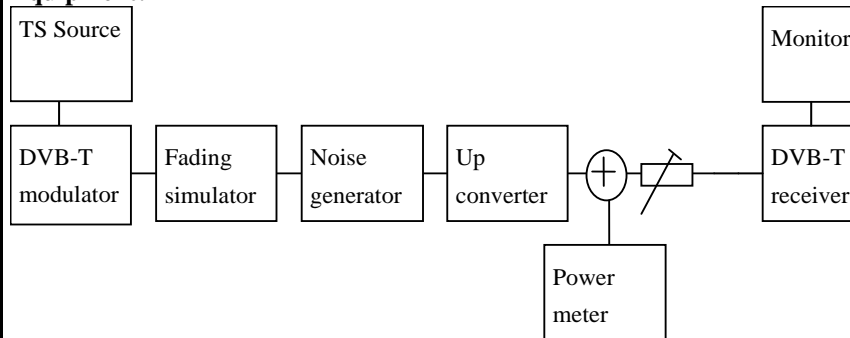 TS Source
Monitor
DVB-T
modulator
Fading
simulator
Noise
generator
Up
converter
+
DVB-T
receiver
Power
meter